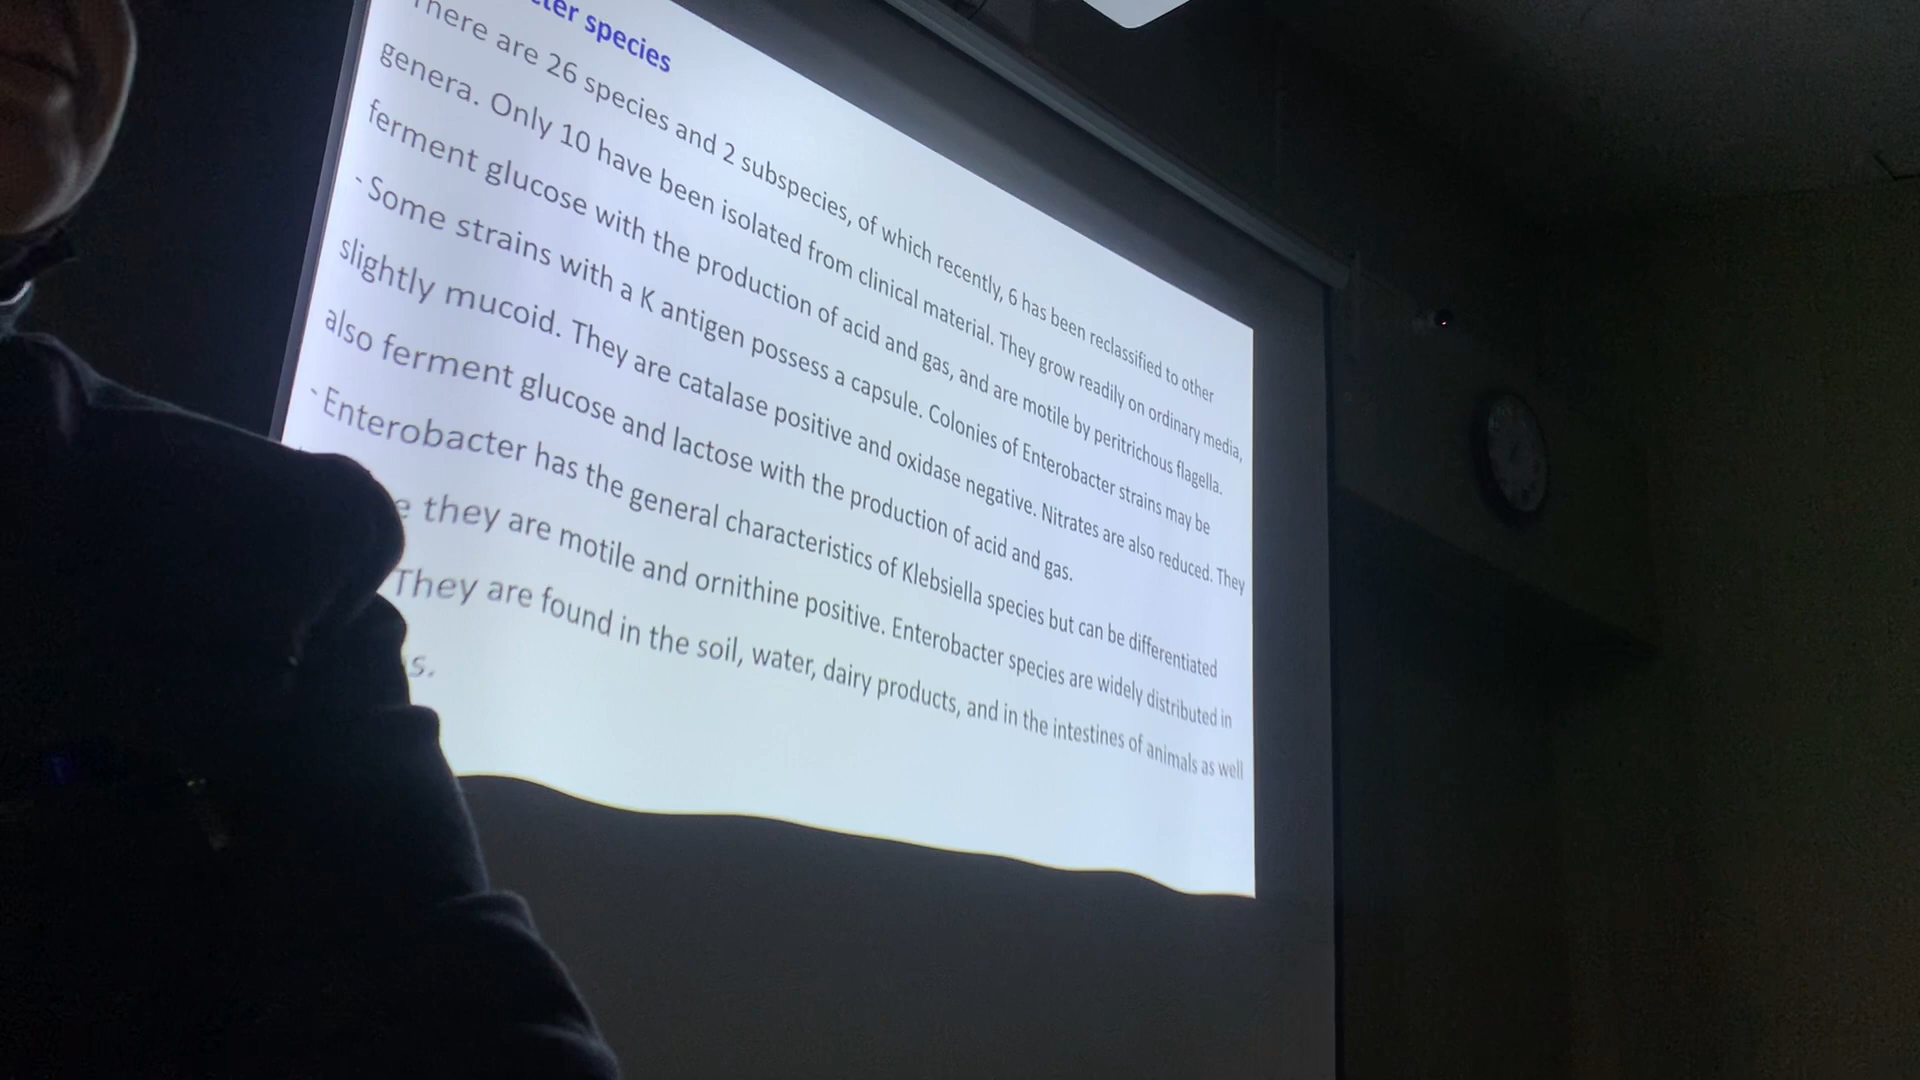 species
There are 26 species and 2 subspecies, of which recently, 6 has been reclassified to other
genera. Only 10 have been isolated from clinical material. They grow readily on ordinary media,
ferment glucose with the production of acid and gas, and are motile by peritrichous flagella.
- Some strains with a K antigen possess a capsule. Colonies of Enterobacter strains may be
slightly mucoid. They are catalase positive and oxidase negative. Nitrates are also reduced. They
also ferment glucose and lactose with the production of acid and gas.
- Enterobacter has the general characteristics of Klebsiella species but can be differentiated
they are motile and ornithine positive. Enterobacter species are widely distributed in
They are found in the soil, water, dairy products, and in the intestines of animals as well